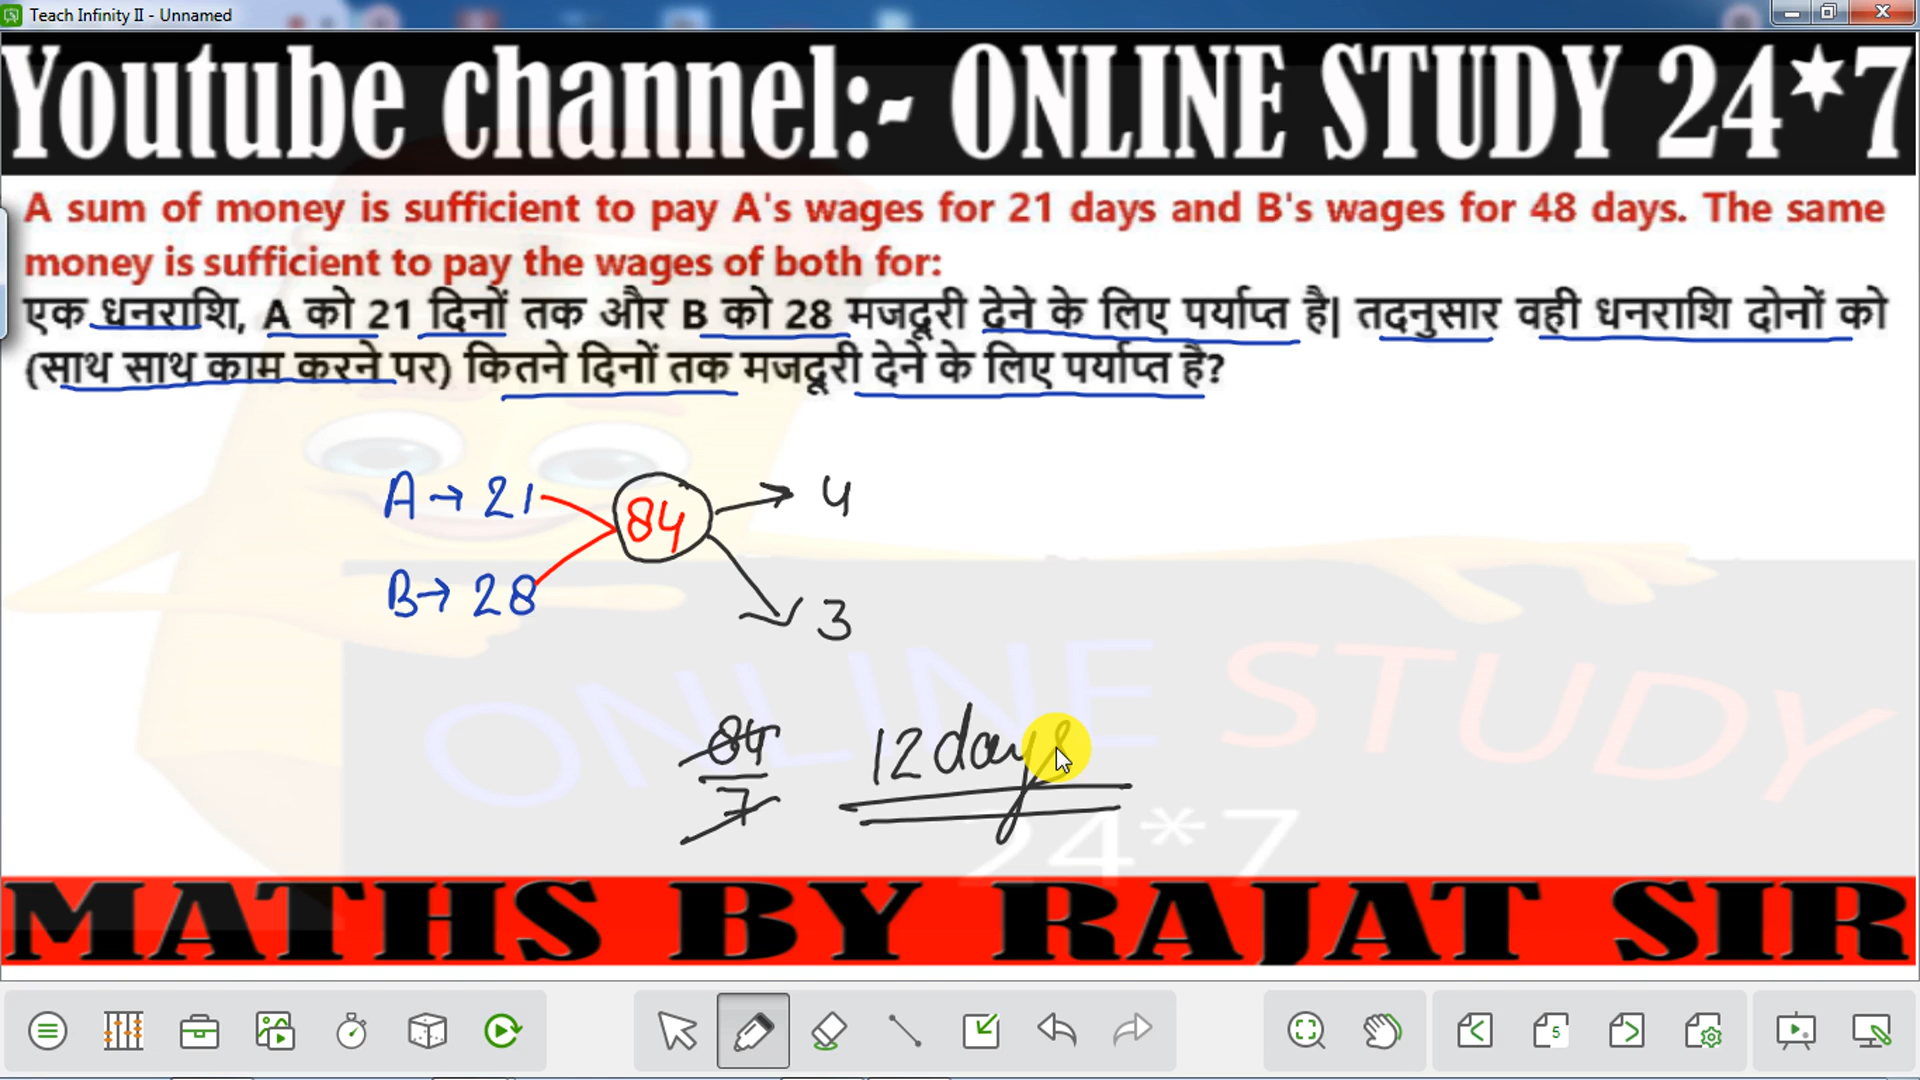 Teach Infinity II - Unnamed
Youtube channel:- ONLINE STUDY 24*7
A sum of money is sufficient to pay A's wages for 21 days and B's wages for 48 days. The same
money is sufficient to pay the wages of both for:
एक धनराशि, A को 21 दिनों तक और B को 28 मजदूरी देने के लिए पर्याप्त है| तदनुसार वही धनराशि दोनों को
(साथ साथ काम करने पर) कितने दिनों तक मजदूरी देने के लिए पर्याप्त है?
A → 21 84 → 4
B → 28 3
84
7
12 days
ONLINE STUDY
24*7
MATHS BY RAJAT SIR
5